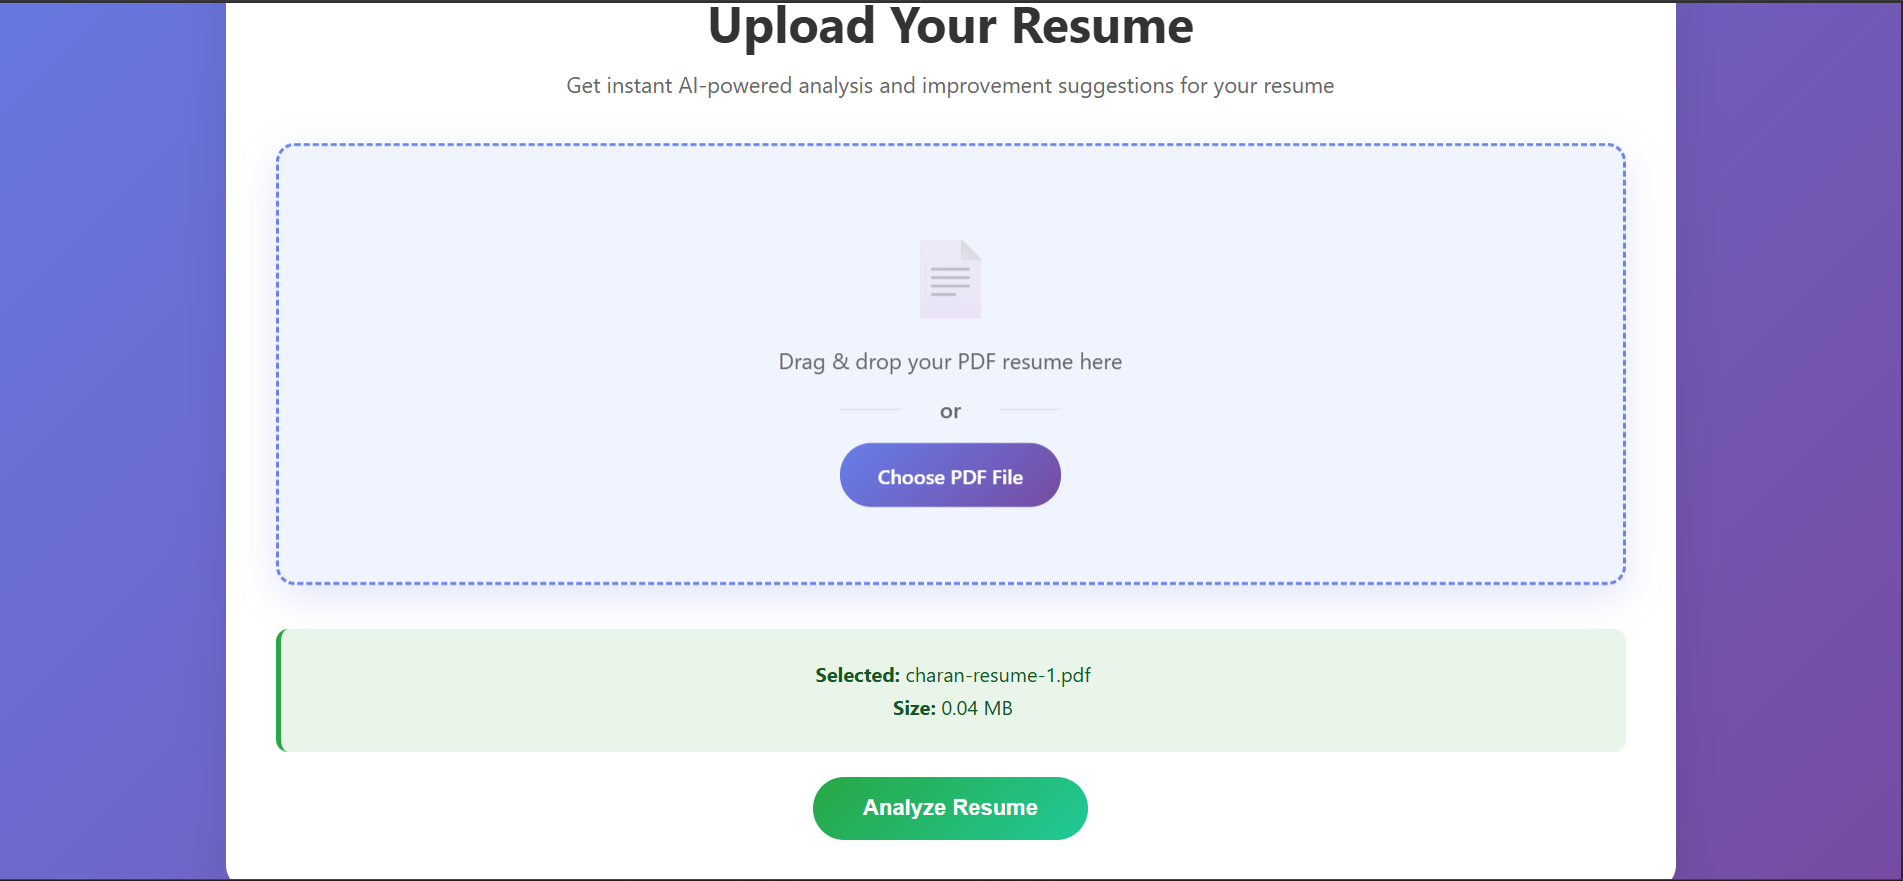 Upload Your Resume
Get instant AI-powered analysis and improvement suggestions for your resume
Drag & drop your PDF resume here
or
Choose PDF File
Selected: charan-resume-1.pdf
Size: 0.04 MB
Analyze Resume